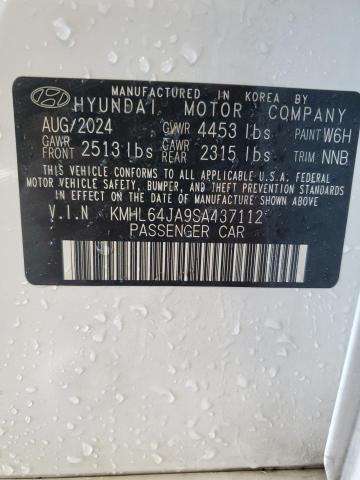 MANUFACTURED IN KOREA BY
HYUNDAI MOTOR COMPANY
AUG/2024 GVWR 4453 lbs PAINT W6H
GAWR FRONT 2513 lbs GAWR REAR 2315 lbs TRIM: NNB
THIS VEHICLE CONFORMS TO ALL APPLICABLE U.S.A. FEDERAL
MOTOR VEHICLE SAFETY, BUMPER, AND THEFT PREVENTION STANDARDS
IN EFFECT ON THE DATE OF MANUFACTURE SHOWN ABOVE.
V.I.N KMHL64JA9SA437112
PASSENGER CAR